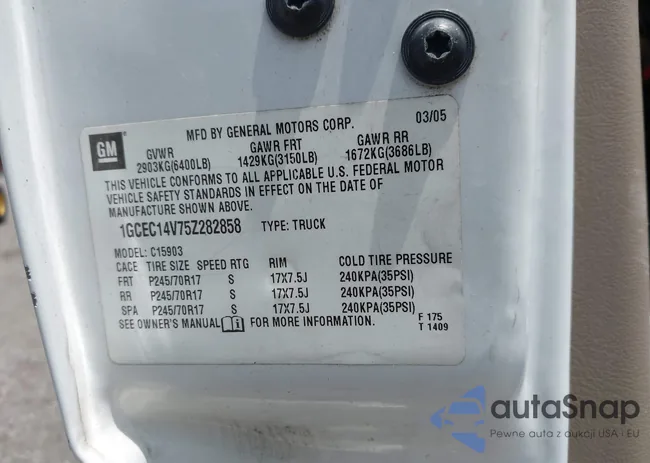 03/05
MFD BY GENERAL MOTORS CORP.
GM
GVWR GAWR FRT GAWR RR
2903KG(6400LB) 1429KG(3150LB) 1672KG(3686LB)
THIS VEHICLE CONFORMS TO ALL APPLICABLE U.S. FEDERAL MOTOR
VEHICLE SAFETY STANDARDS IN EFFECT ON THE DATE OF
MANUFACTURE SHOWN ABOVE.
1GCEC14V75Z282858 TYPE: TRUCK
MODEL: C15903
CACE TIRE SIZE SPEED RTG RIM COLD TIRE PRESSURE
FRT P245/70R17 S 17X7.5J 240KPA(35PSI)
RR P245/70R17 S 17X7.5J 240KPA(35PSI)
SPA P245/70R17 S 17X7.5J 240KPA(35PSI)
SEE OWNER'S MANUAL FOR MORE INFORMATION.
F 175
T 1409
autaSnap
Pewne auta z aukcji USA i EU